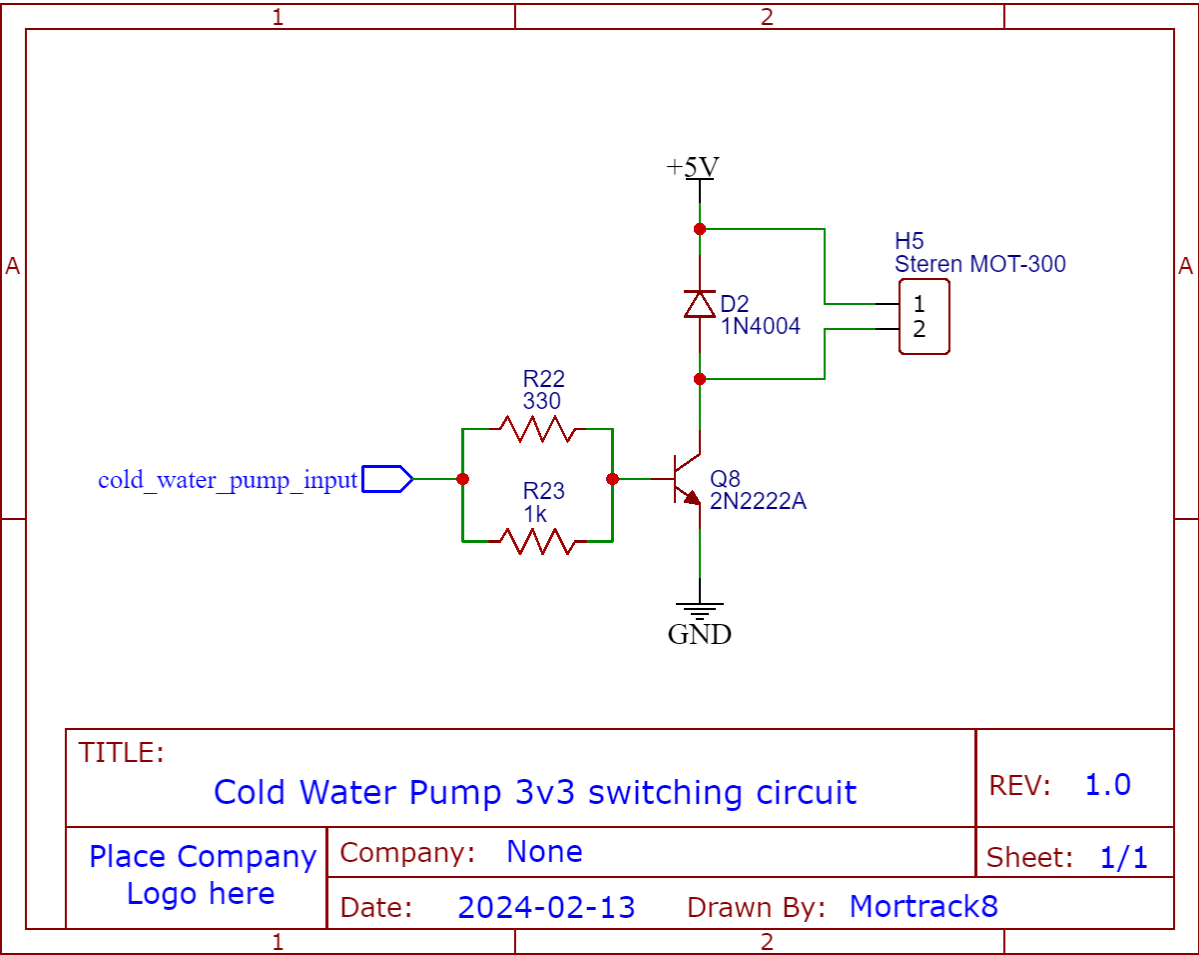 1
2
+5V
H5
Steren MOT-300
A
A
1
2
D2
1N4004
R22
330
cold_water_pump_input
R23
1k
Q8
2N2222A
GND
TITLE:
Cold Water Pump 3v3 switching circuit
REV: 1.0
Place Company
Logo here
Company: None
Sheet: 1/1
Date: 2024-02-13 Drawn By: Mortrack8
1
2